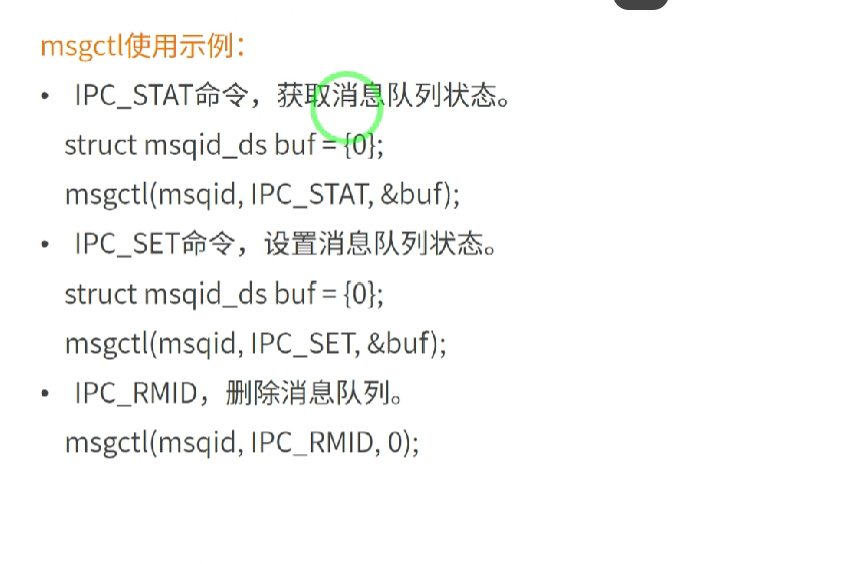 msgctl使用示例：
• IPC_STAT命令，获取消息队列状态。
struct msqid_ds buf = {0};
msgctl(msqid, IPC_STAT, &buf);
• IPC_SET命令，设置消息队列状态。
struct msqid_ds buf = {0};
msgctl(msqid, IPC_SET, &buf);
• IPC_RMID，删除消息队列。
msgctl(msqid, IPC_RMID, 0);